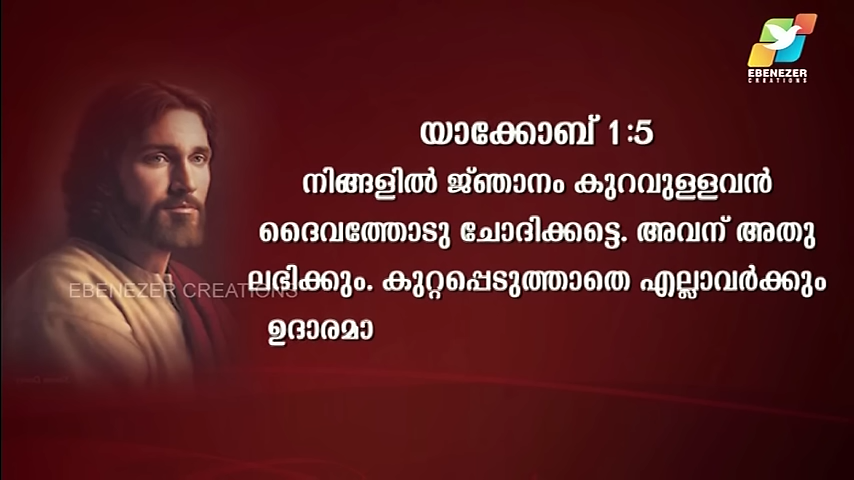 EBENEZER
CREATIONS
യാക്കോബ് 1:5
നിങ്ങളിൽ ജ്ഞാനം കുറവുള്ളവൻ
ദൈവത്തോടു ചോദിക്കട്ടെ. അവന് അതു
ലഭിക്കും. കുറ്റപ്പെടുത്താതെ എല്ലാവർക്കും
EBENEZER CREATIONS
ഉദാരമാ